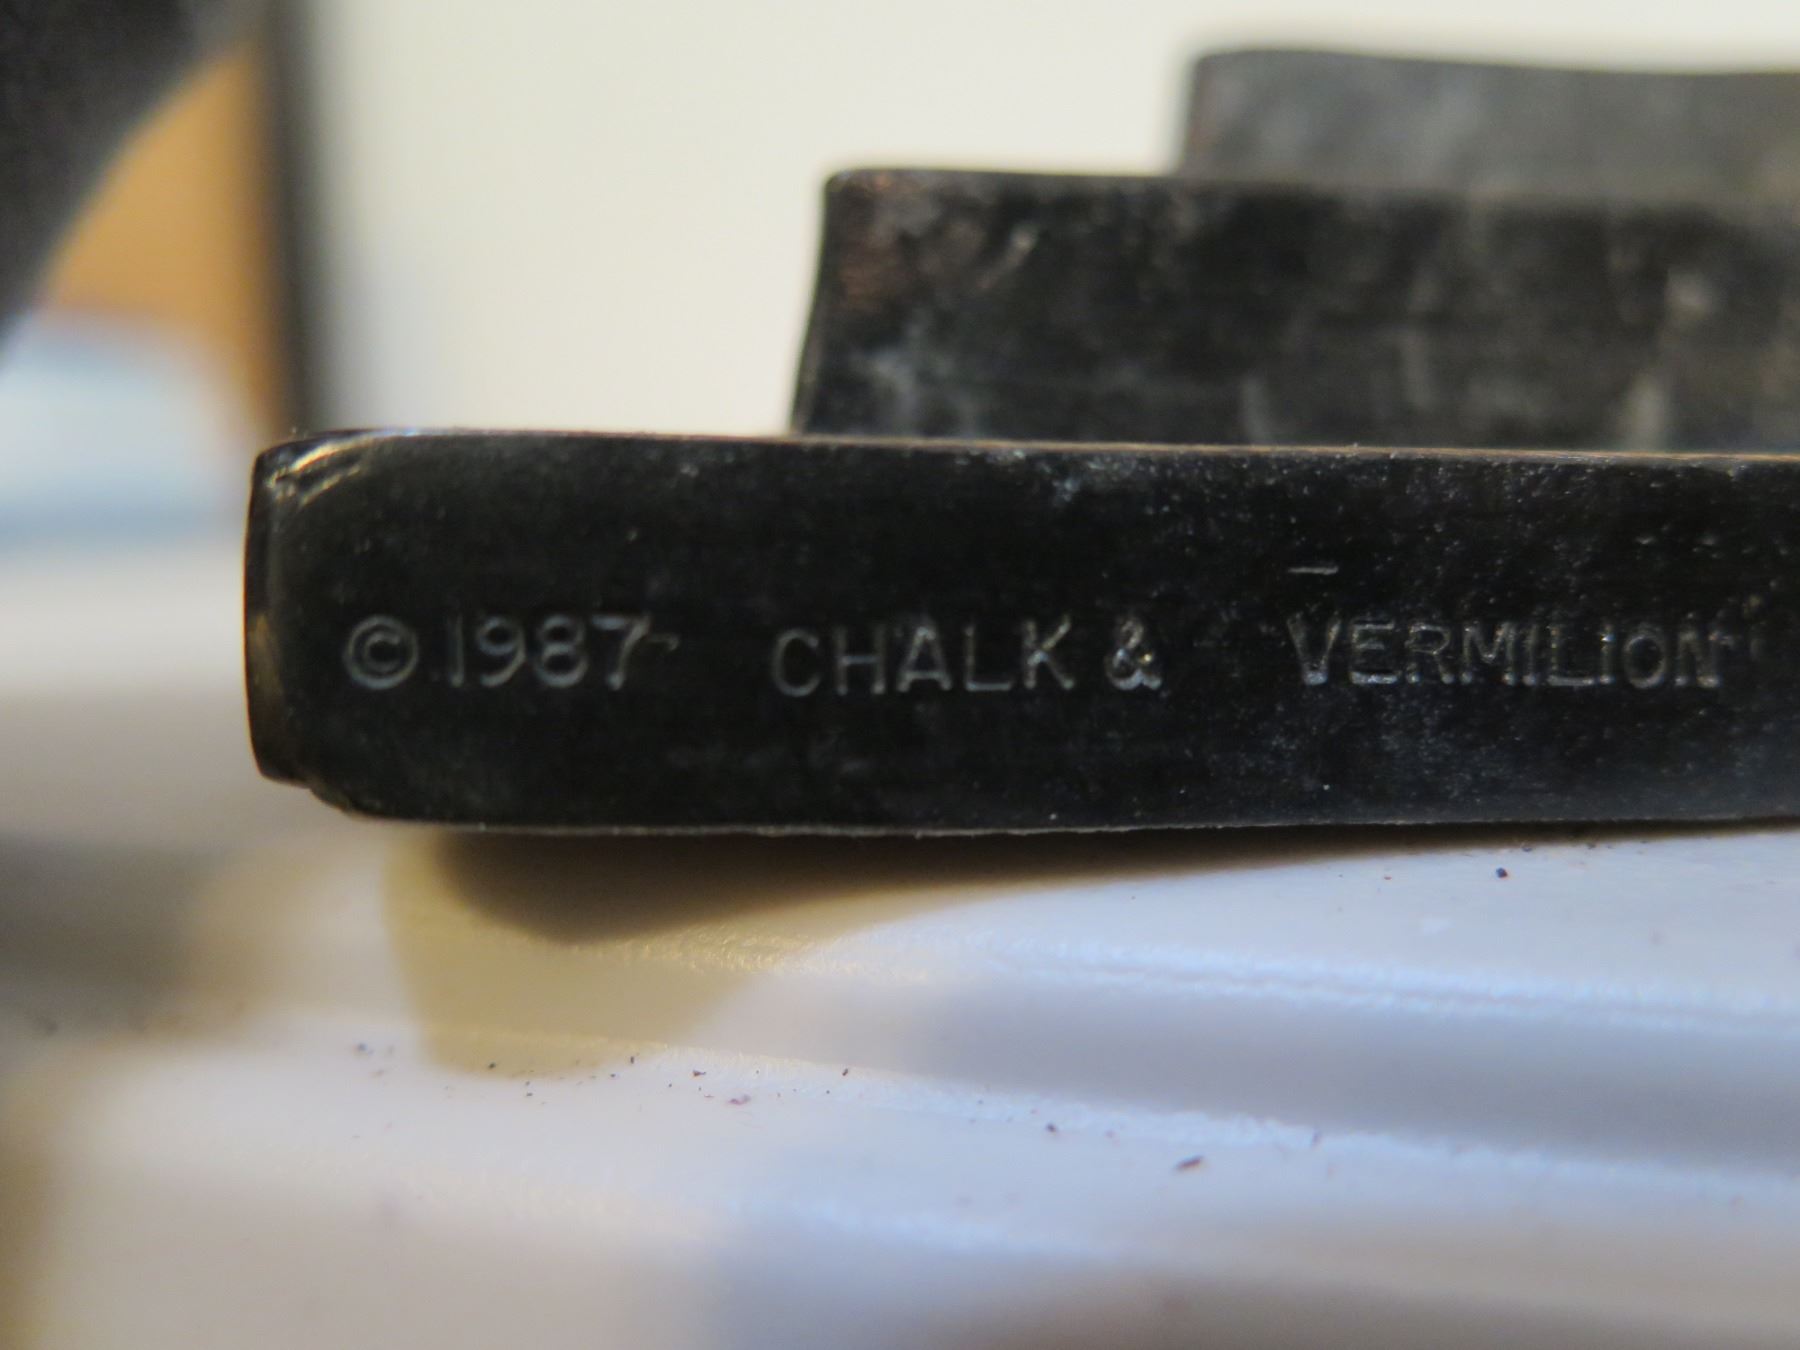 © 1987 CHALK & VERMILION